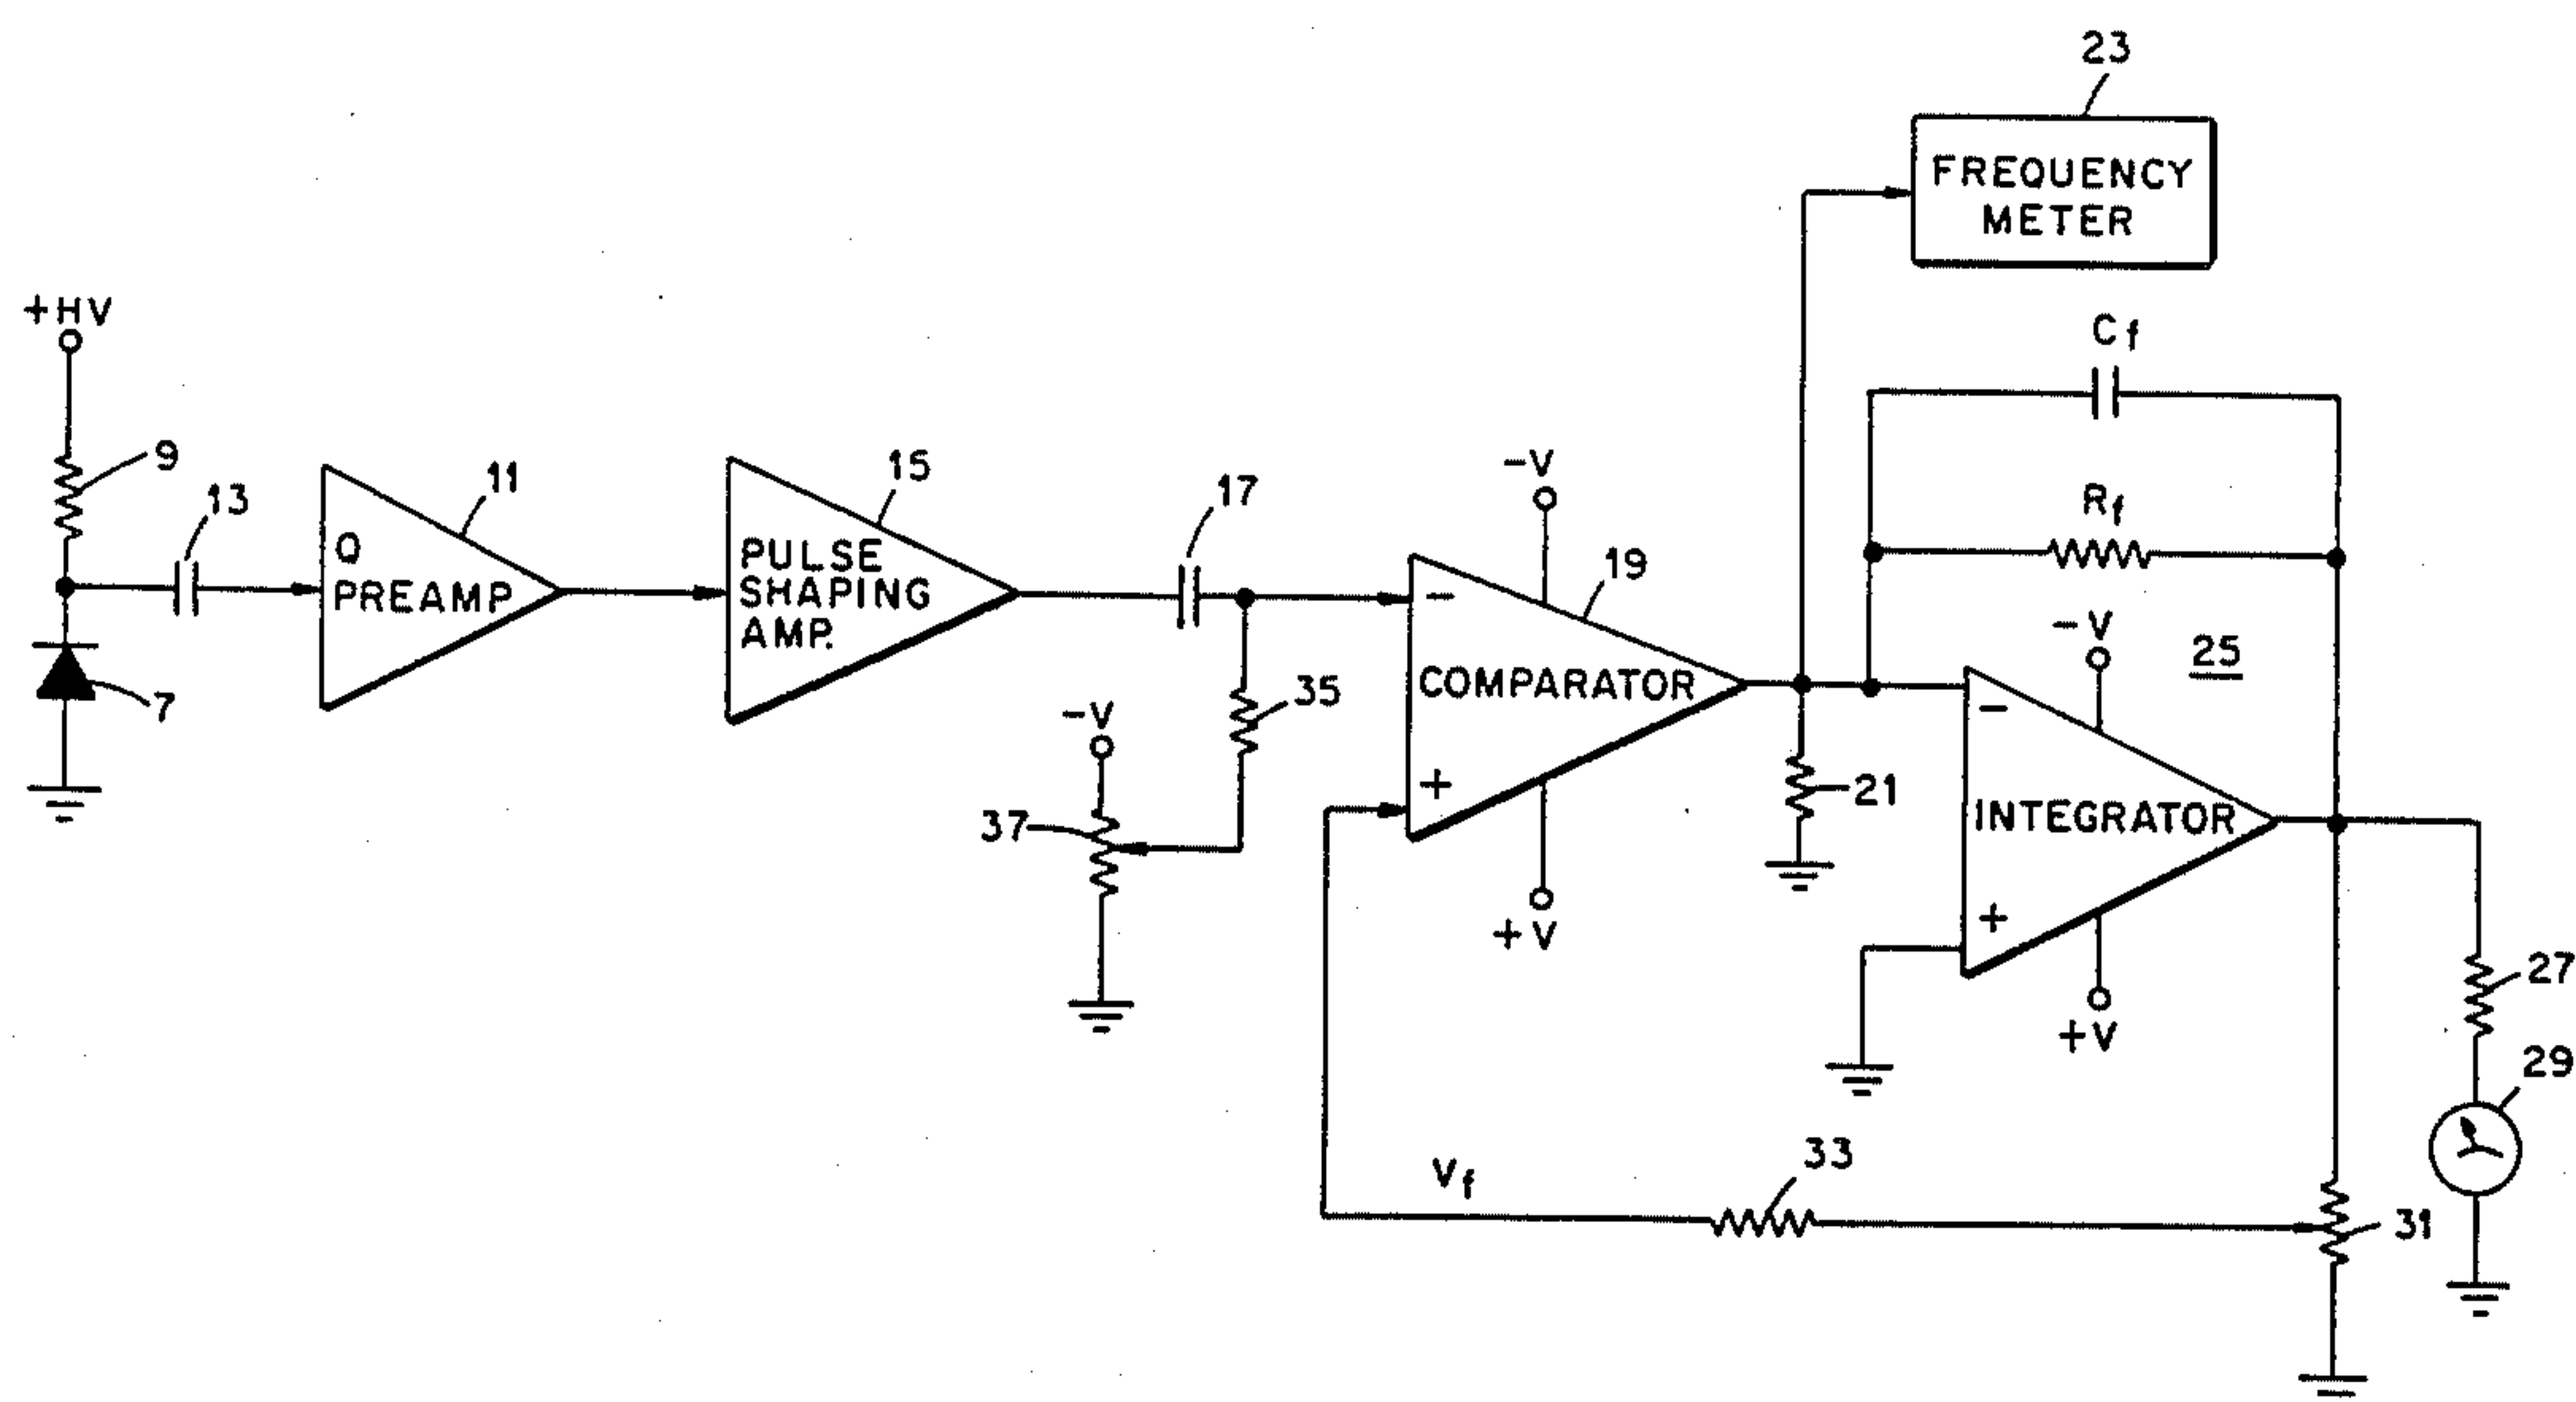 23
FREQUENCY
METER
+HV
9
13
11
Q
PREAMP
15
PULSE
SHAPING
AMP.
17
-V
19
-
COMPARATOR
+
+V
Cf
Rf
-V
25
-
INTEGRATOR
+
+V
7
35
-V
37
21
27
29
Vf
33
31